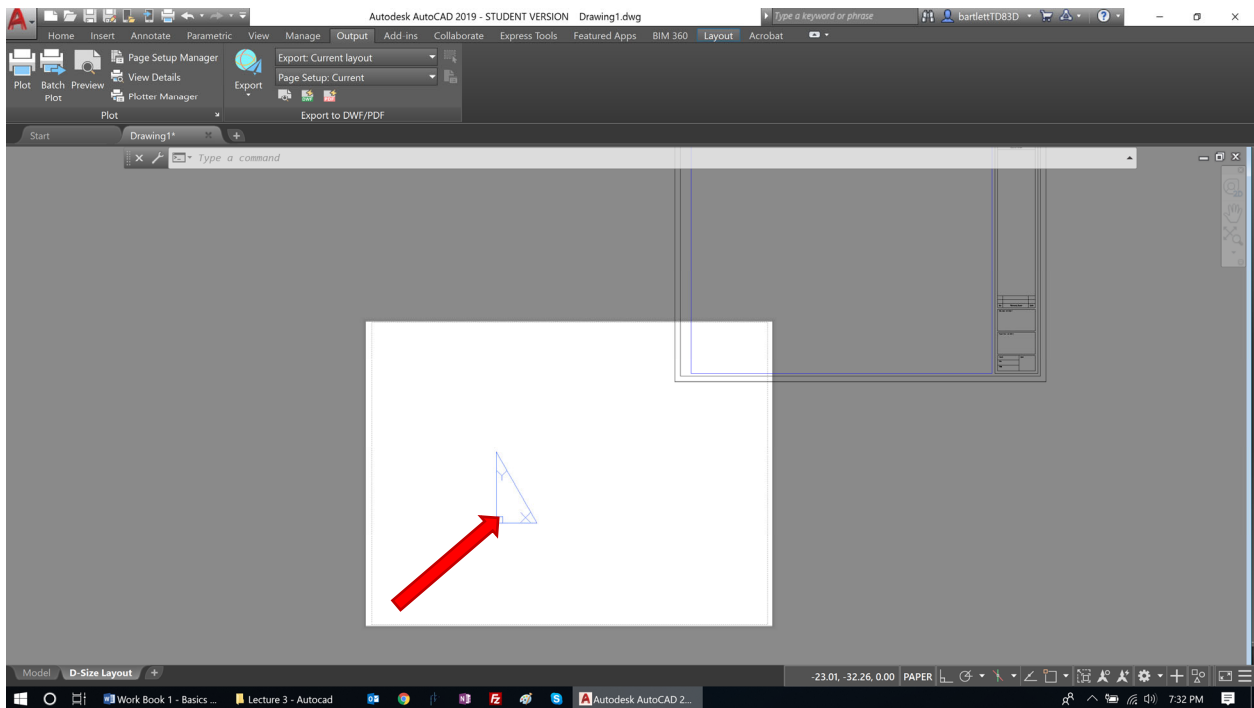 Autodesk AutoCAD 2019 - STUDENT VERSION Drawing1.dwg
Type a keyword or phrase
bartlettTD83D
Home Insert Annotate Parametric View Manage Output Add-ins Collaborate Express Tools Featured Apps BIM 360 Layout Acrobat
Plot
Batch Plot
Preview
Page Setup Manager
View Details
Plotter Manager
Export
Export: Current layout
Page Setup: Current
DWF
PDF
Plot
Export to DWF/PDF
Start
Drawing1*
Type a command
Y
X
Model
D-Size Layout
-23.01, -32.26, 0.00 PAPER
Work Book 1 - Basics ...
Lecture 3 - Autocad
Autodesk AutoCAD 2...
7:32 PM